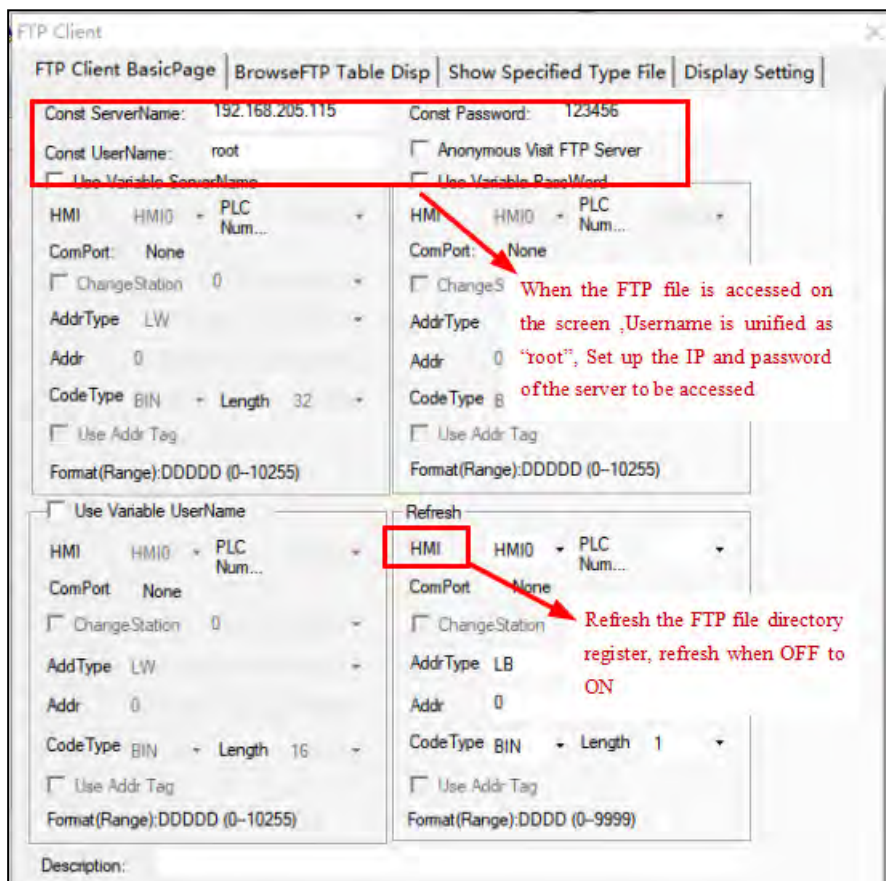 FTP Client
FTP Client BasicPage BrowseFTP Table Disp Show Specified Type File Display Setting
Const ServerName: 192.168.205.115 Const Password: 123456
Const UserName: root Anonymous Visit FTP Server
Use Variable ServerName Use Variable PassWord
HMI HMI0 PLC Num... HMI HMI0 PLC Num...
ComPort: None ComPort: None
ChangeStation 0 ChangeS
When the FTP file is accessed on
the screen ,Username is unified as
“root”, Set up the IP and password
of the server to be accessed
AddrType LW AddrType
Addr 0 Addr 0
CodeType BIN Length 32 CodeType B
Use Addr Tag Use Addr Tag
Format(Range):DDDDD (0--10255) Format(Range):DDDDD (0--10255)
Use Variable UserName Refresh
HMI HMI0 PLC Num... HMI HMI0 PLC Num...
ComPort None ComPort None
ChangeStation 0 ChangeStation
Refresh the FTP file directory
register, refresh when OFF to
ON
AddType LW AddrType LB
Addr 0 Addr 0
CodeType BIN Length 16 CodeType BIN Length 1
Use Addr Tag Use Addr Tag
Format(Range):DDDDD (0--10255) Format(Range):DDDD (0--9999)
Description: